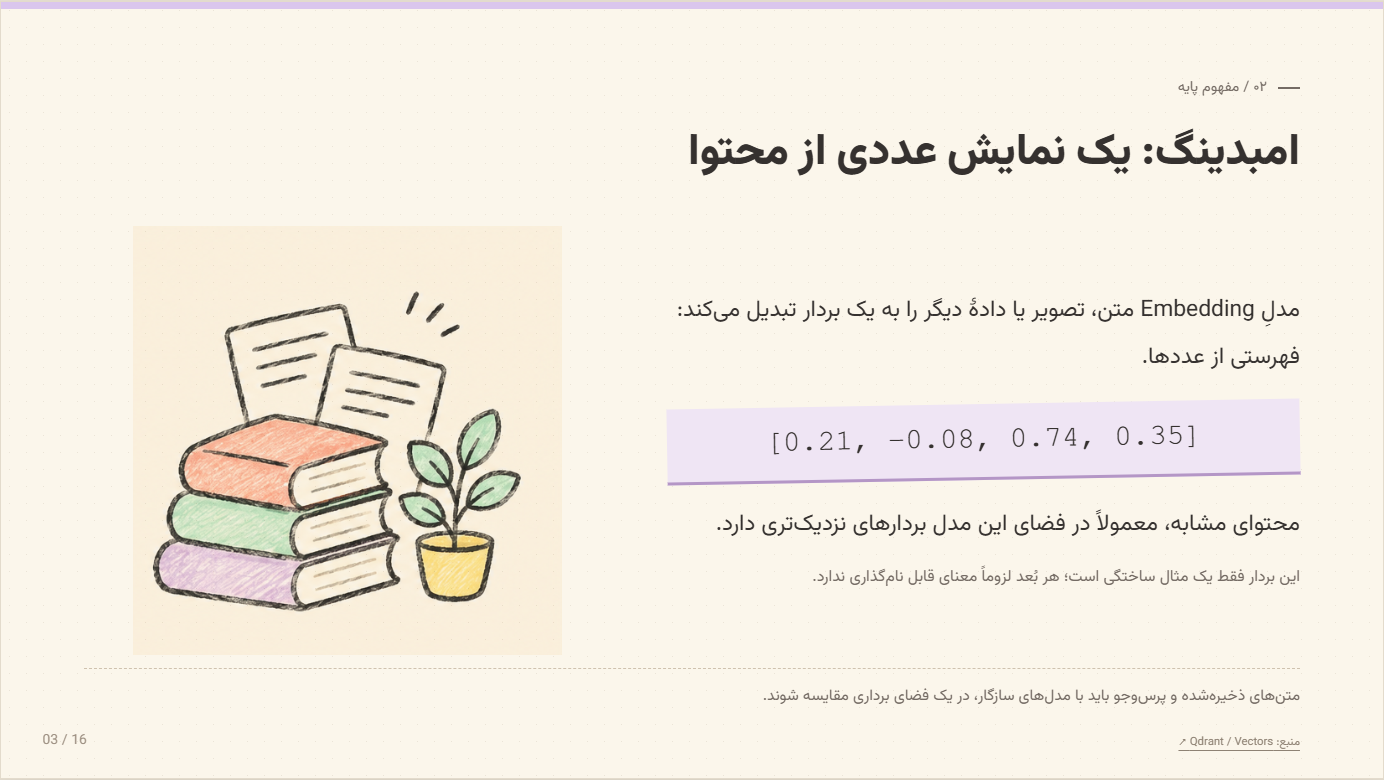 ۰۲ / مفهوم پایه
امبدینگ: یک نمایش عددی از محتوا
مدلِ Embedding متن، تصویر یا دادهٔ دیگر را به یک بردار تبدیل می‌کند:
فهرستی از عددها.
[0.21, −0.08, 0.74, 0.35]
محتوای مشابه، معمولاً در فضای این مدل بردارهای نزدیک‌تری دارد.
این بردار فقط یک مثال ساختگی است؛ هر بُعد لزوماً معنای قابل نام‌گذاری ندارد.
متن‌های ذخیره‌شده و پرس‌وجو باید با مدل‌های سازگار، در یک فضای برداری مقایسه شوند.
منبع: Qdrant / Vectors ↗
03 / 16